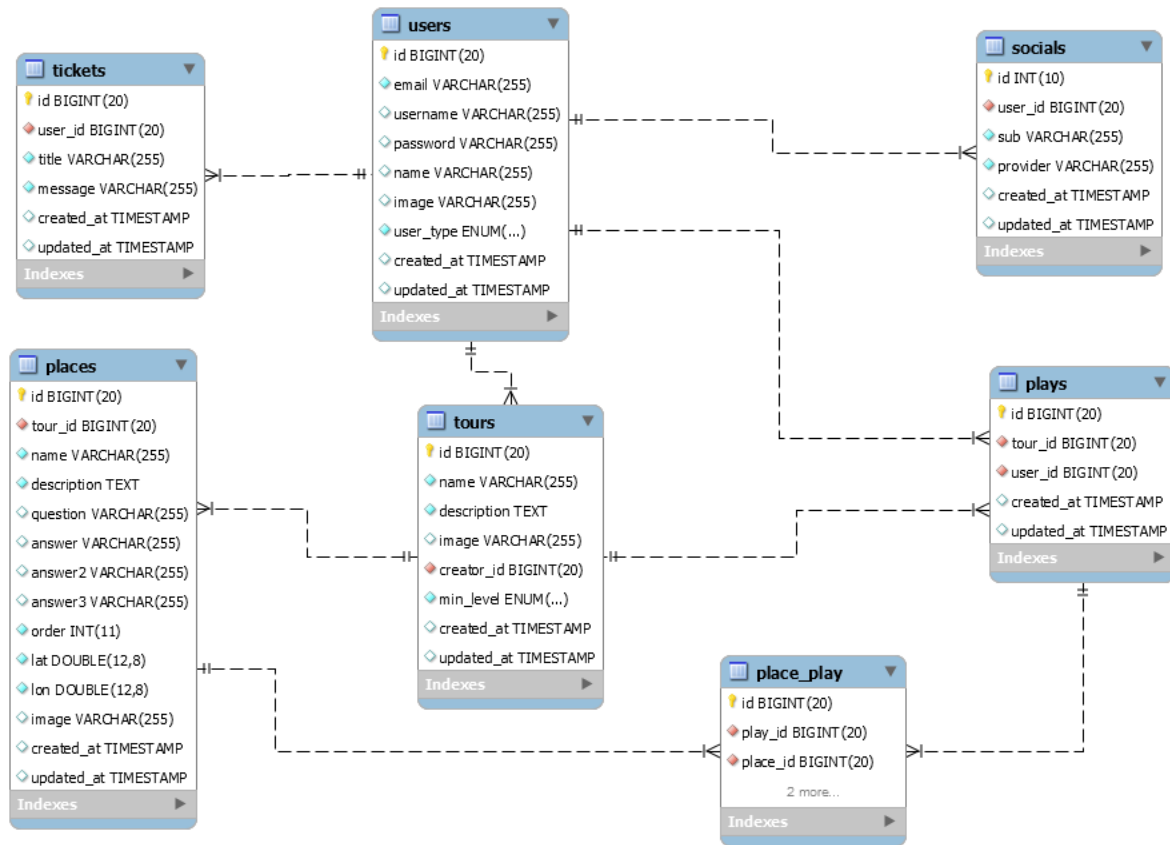 tickets
id BIGINT(20)
user_id BIGINT(20)
title VARCHAR(255)
message VARCHAR(255)
created_at TIMESTAMP
updated_at TIMESTAMP
Indexes
users
id BIGINT(20)
email VARCHAR(255)
username VARCHAR(255)
password VARCHAR(255)
name VARCHAR(255)
image VARCHAR(255)
user_type ENUM(...)
created_at TIMESTAMP
updated_at TIMESTAMP
Indexes
socials
id INT(10)
user_id BIGINT(20)
sub VARCHAR(255)
provider VARCHAR(255)
created_at TIMESTAMP
updated_at TIMESTAMP
Indexes
places
id BIGINT(20)
tour_id BIGINT(20)
name VARCHAR(255)
description TEXT
question VARCHAR(255)
answer VARCHAR(255)
answer2 VARCHAR(255)
answer3 VARCHAR(255)
order INT(11)
lat DOUBLE(12,8)
lon DOUBLE(12,8)
image VARCHAR(255)
created_at TIMESTAMP
updated_at TIMESTAMP
Indexes
tours
id BIGINT(20)
name VARCHAR(255)
description TEXT
image VARCHAR(255)
creator_id BIGINT(20)
min_level ENUM(...)
created_at TIMESTAMP
updated_at TIMESTAMP
Indexes
plays
id BIGINT(20)
tour_id BIGINT(20)
user_id BIGINT(20)
created_at TIMESTAMP
updated_at TIMESTAMP
Indexes
place_play
id BIGINT(20)
play_id BIGINT(20)
place_id BIGINT(20)
2 more...
Indexes